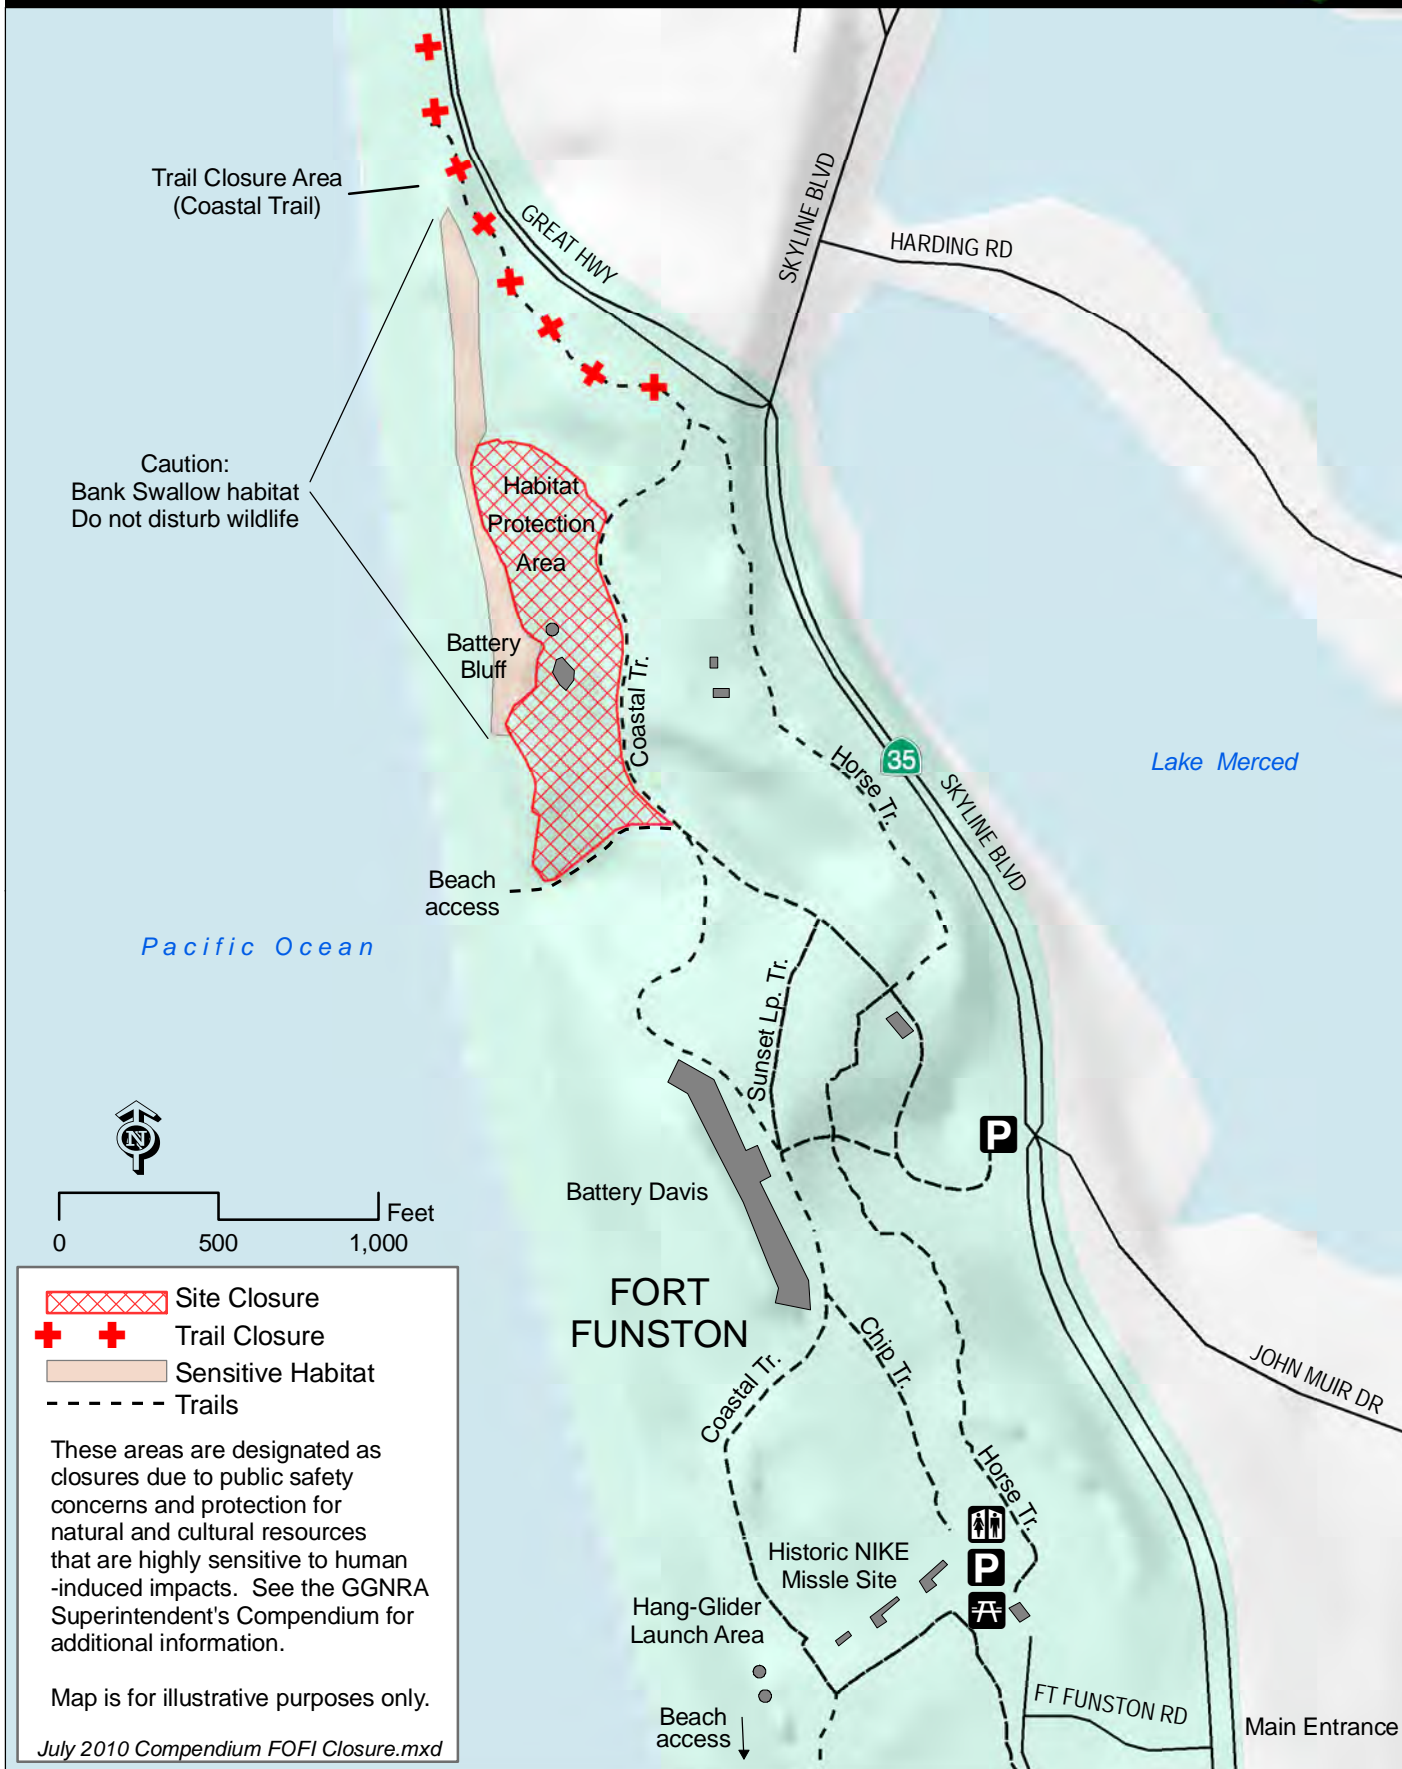 SKYLINE BLVD
Trail Closure Area
(Coastal Trail)
GREAT HWY
HARDING RD
Caution:
Bank Swallow habitat
Do not disturb wildlife
Habitat
Protection
Area
Battery
Bluff
Coastal Tr.
Horse Tr.
35
SKYLINE BLVD
Lake Merced
Beach
access
Pacific Ocean
Sunset Lp. Tr.
N
P
Battery Davis
Feet
0
500
1,000
FORT
FUNSTON
Chip Tr.
Coastal Tr.
JOHN MUIR DR
Horse Tr.
Site Closure
Trail Closure
Sensitive Habitat
Trails
These areas are designated as
closures due to public safety
concerns and protection for
natural and cultural resources
that are highly sensitive to human
-induced impacts.  See the GGNRA
Superintendent's Compendium for
additional information.
Map is for illustrative purposes only.
July 2010 Compendium FOFI Closure.mxd
Historic NIKE
Missle Site
P
Hang-Glider
Launch Area
Beach
access
FT FUNSTON RD
Main Entrance